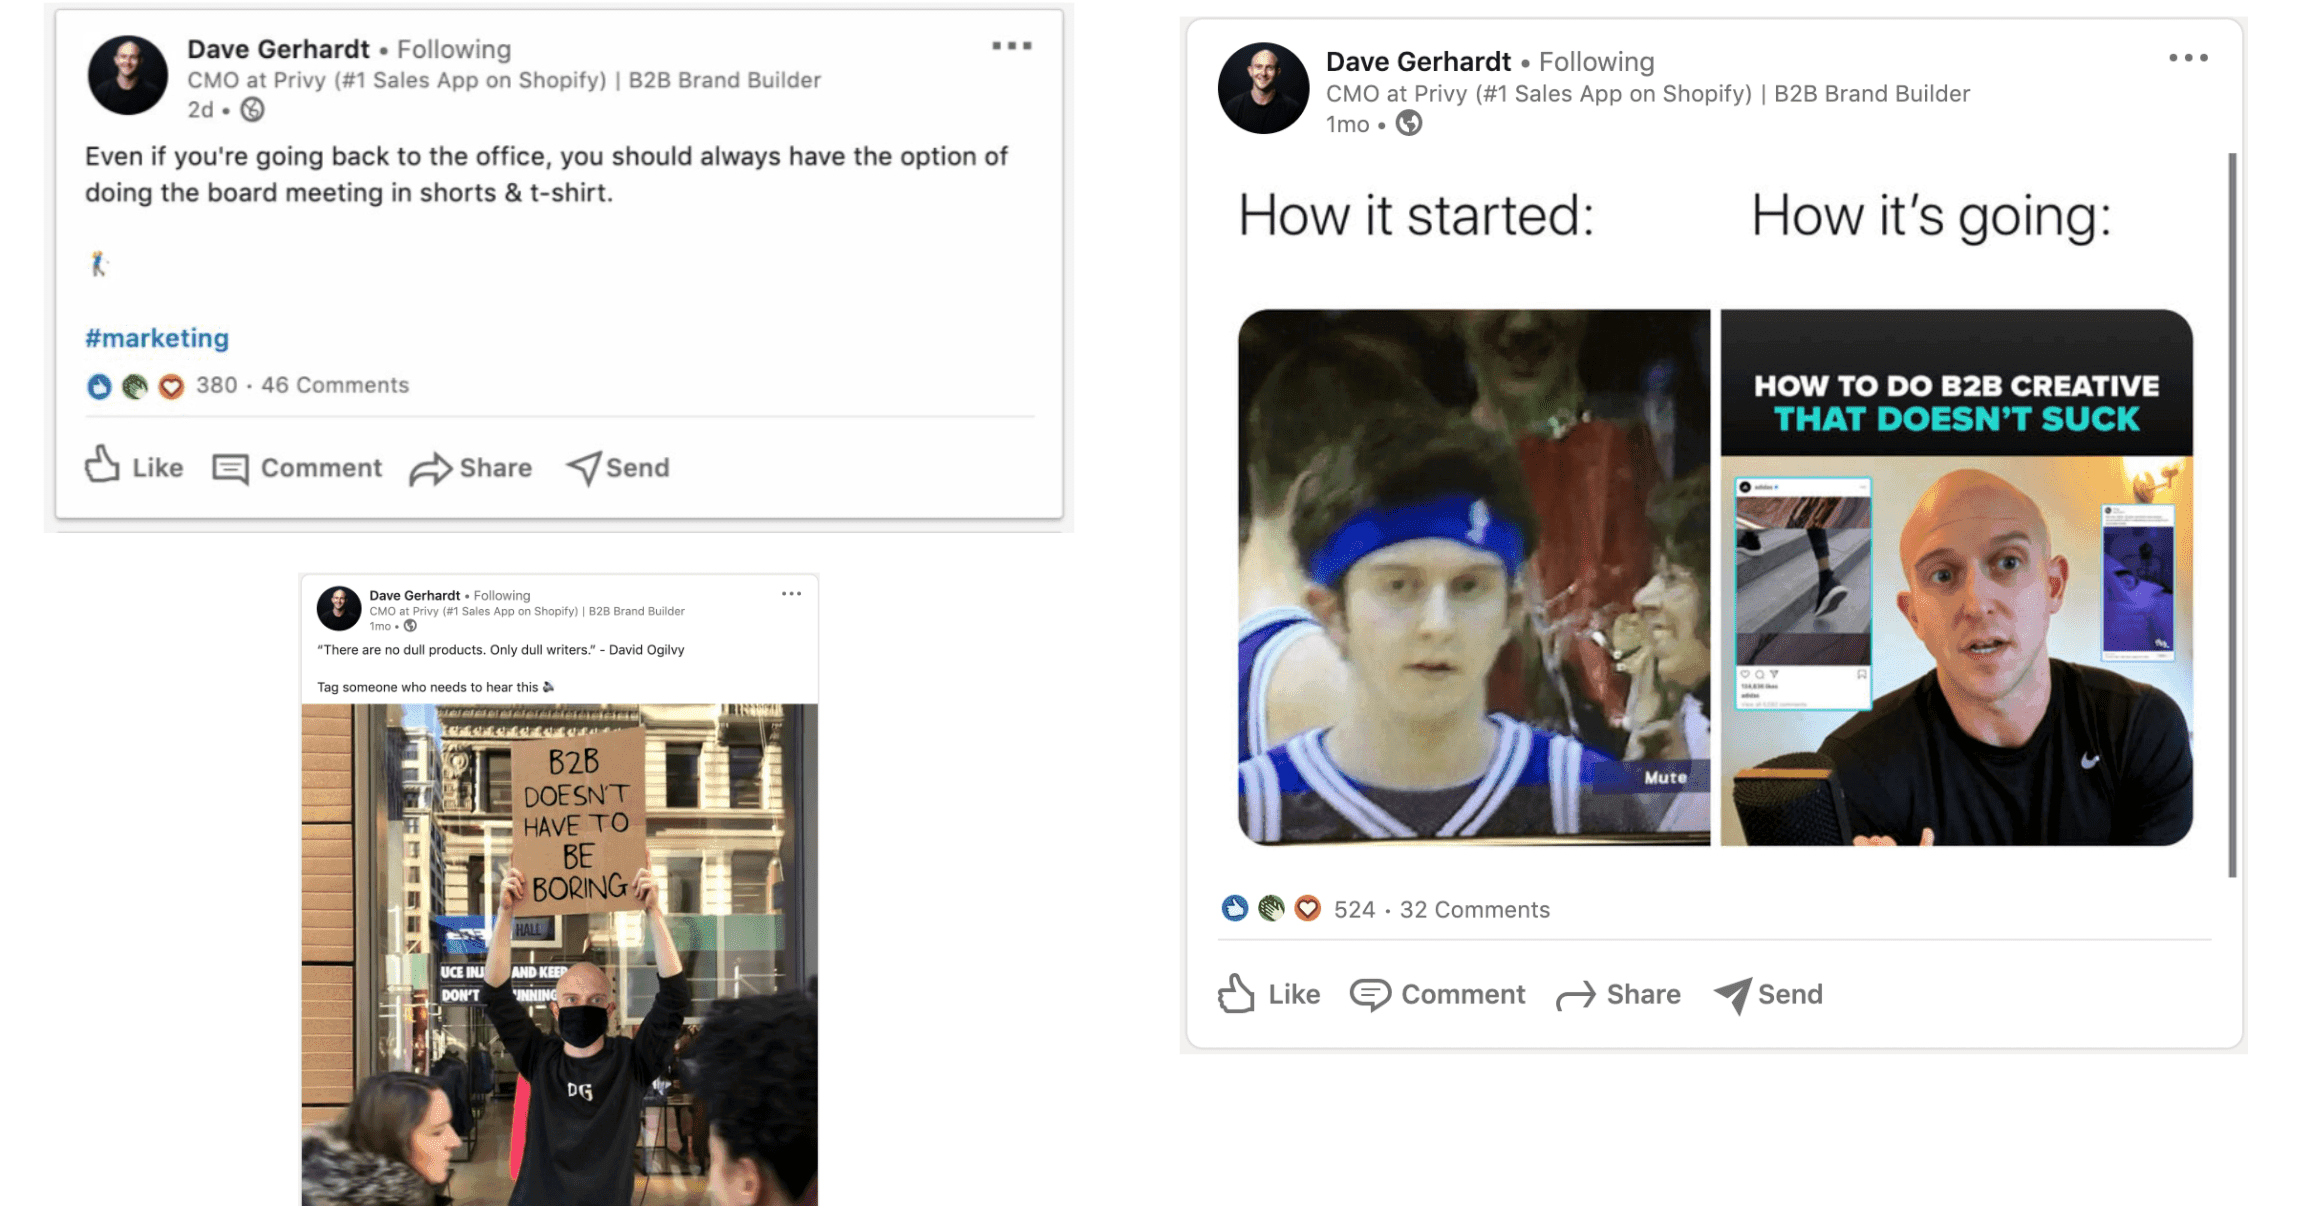 Dave Gerhardt • Following
CMO at Privy (#1 Sales App on Shopify) | B2B Brand Builder
2d •
Even if you're going back to the office, you should always have the option of
doing the board meeting in shorts & t-shirt.
#marketing
380 · 46 Comments
Like Comment Share Send
Dave Gerhardt • Following
CMO at Privy (#1 Sales App on Shopify) | B2B Brand Builder
1mo •
“There are no dull products. Only dull writers.” - David Ogilvy
Tag someone who needs to hear this
B2B
DOESN'T
HAVE TO
BE
BORING
HALL
UCE INJ AND KEEP
DON'T UNNING
DG
Dave Gerhardt • Following
CMO at Privy (#1 Sales App on Shopify) | B2B Brand Builder
1mo •
How it started: How it’s going:
HOW TO DO B2B CREATIVE
THAT DOESN’T SUCK
adidas
Mute
adidas
524 · 32 Comments
Like Comment Share Send